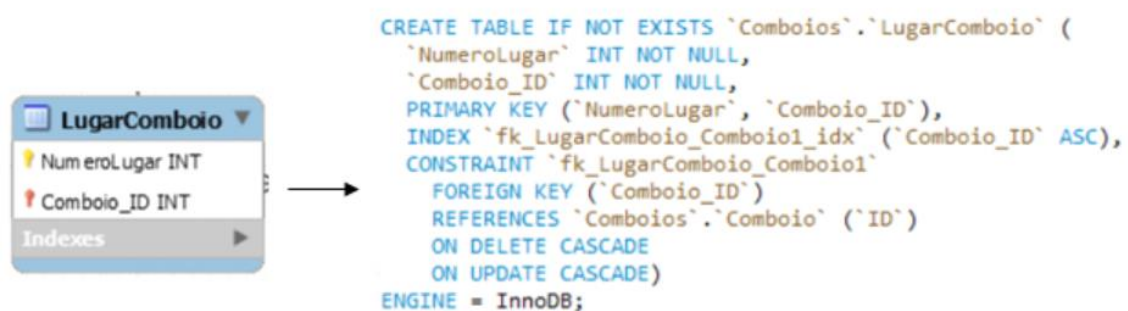 LugarComboio
NumeroLugar INT
Comboio_ID INT
Indexes
CREATE TABLE IF NOT EXISTS `Comboios`.`LugarComboio` (
`NumeroLugar` INT NOT NULL,
`Comboio_ID` INT NOT NULL,
PRIMARY KEY (`NumeroLugar`, `Comboio_ID`),
INDEX `fk_LugarComboio_Comboio1_idx` (`Comboio_ID` ASC),
CONSTRAINT `fk_LugarComboio_Comboio1`
FOREIGN KEY (`Comboio_ID`)
REFERENCES `Comboios`.`Comboio` (`ID`)
ON DELETE CASCADE
ON UPDATE CASCADE)
ENGINE = InnoDB;